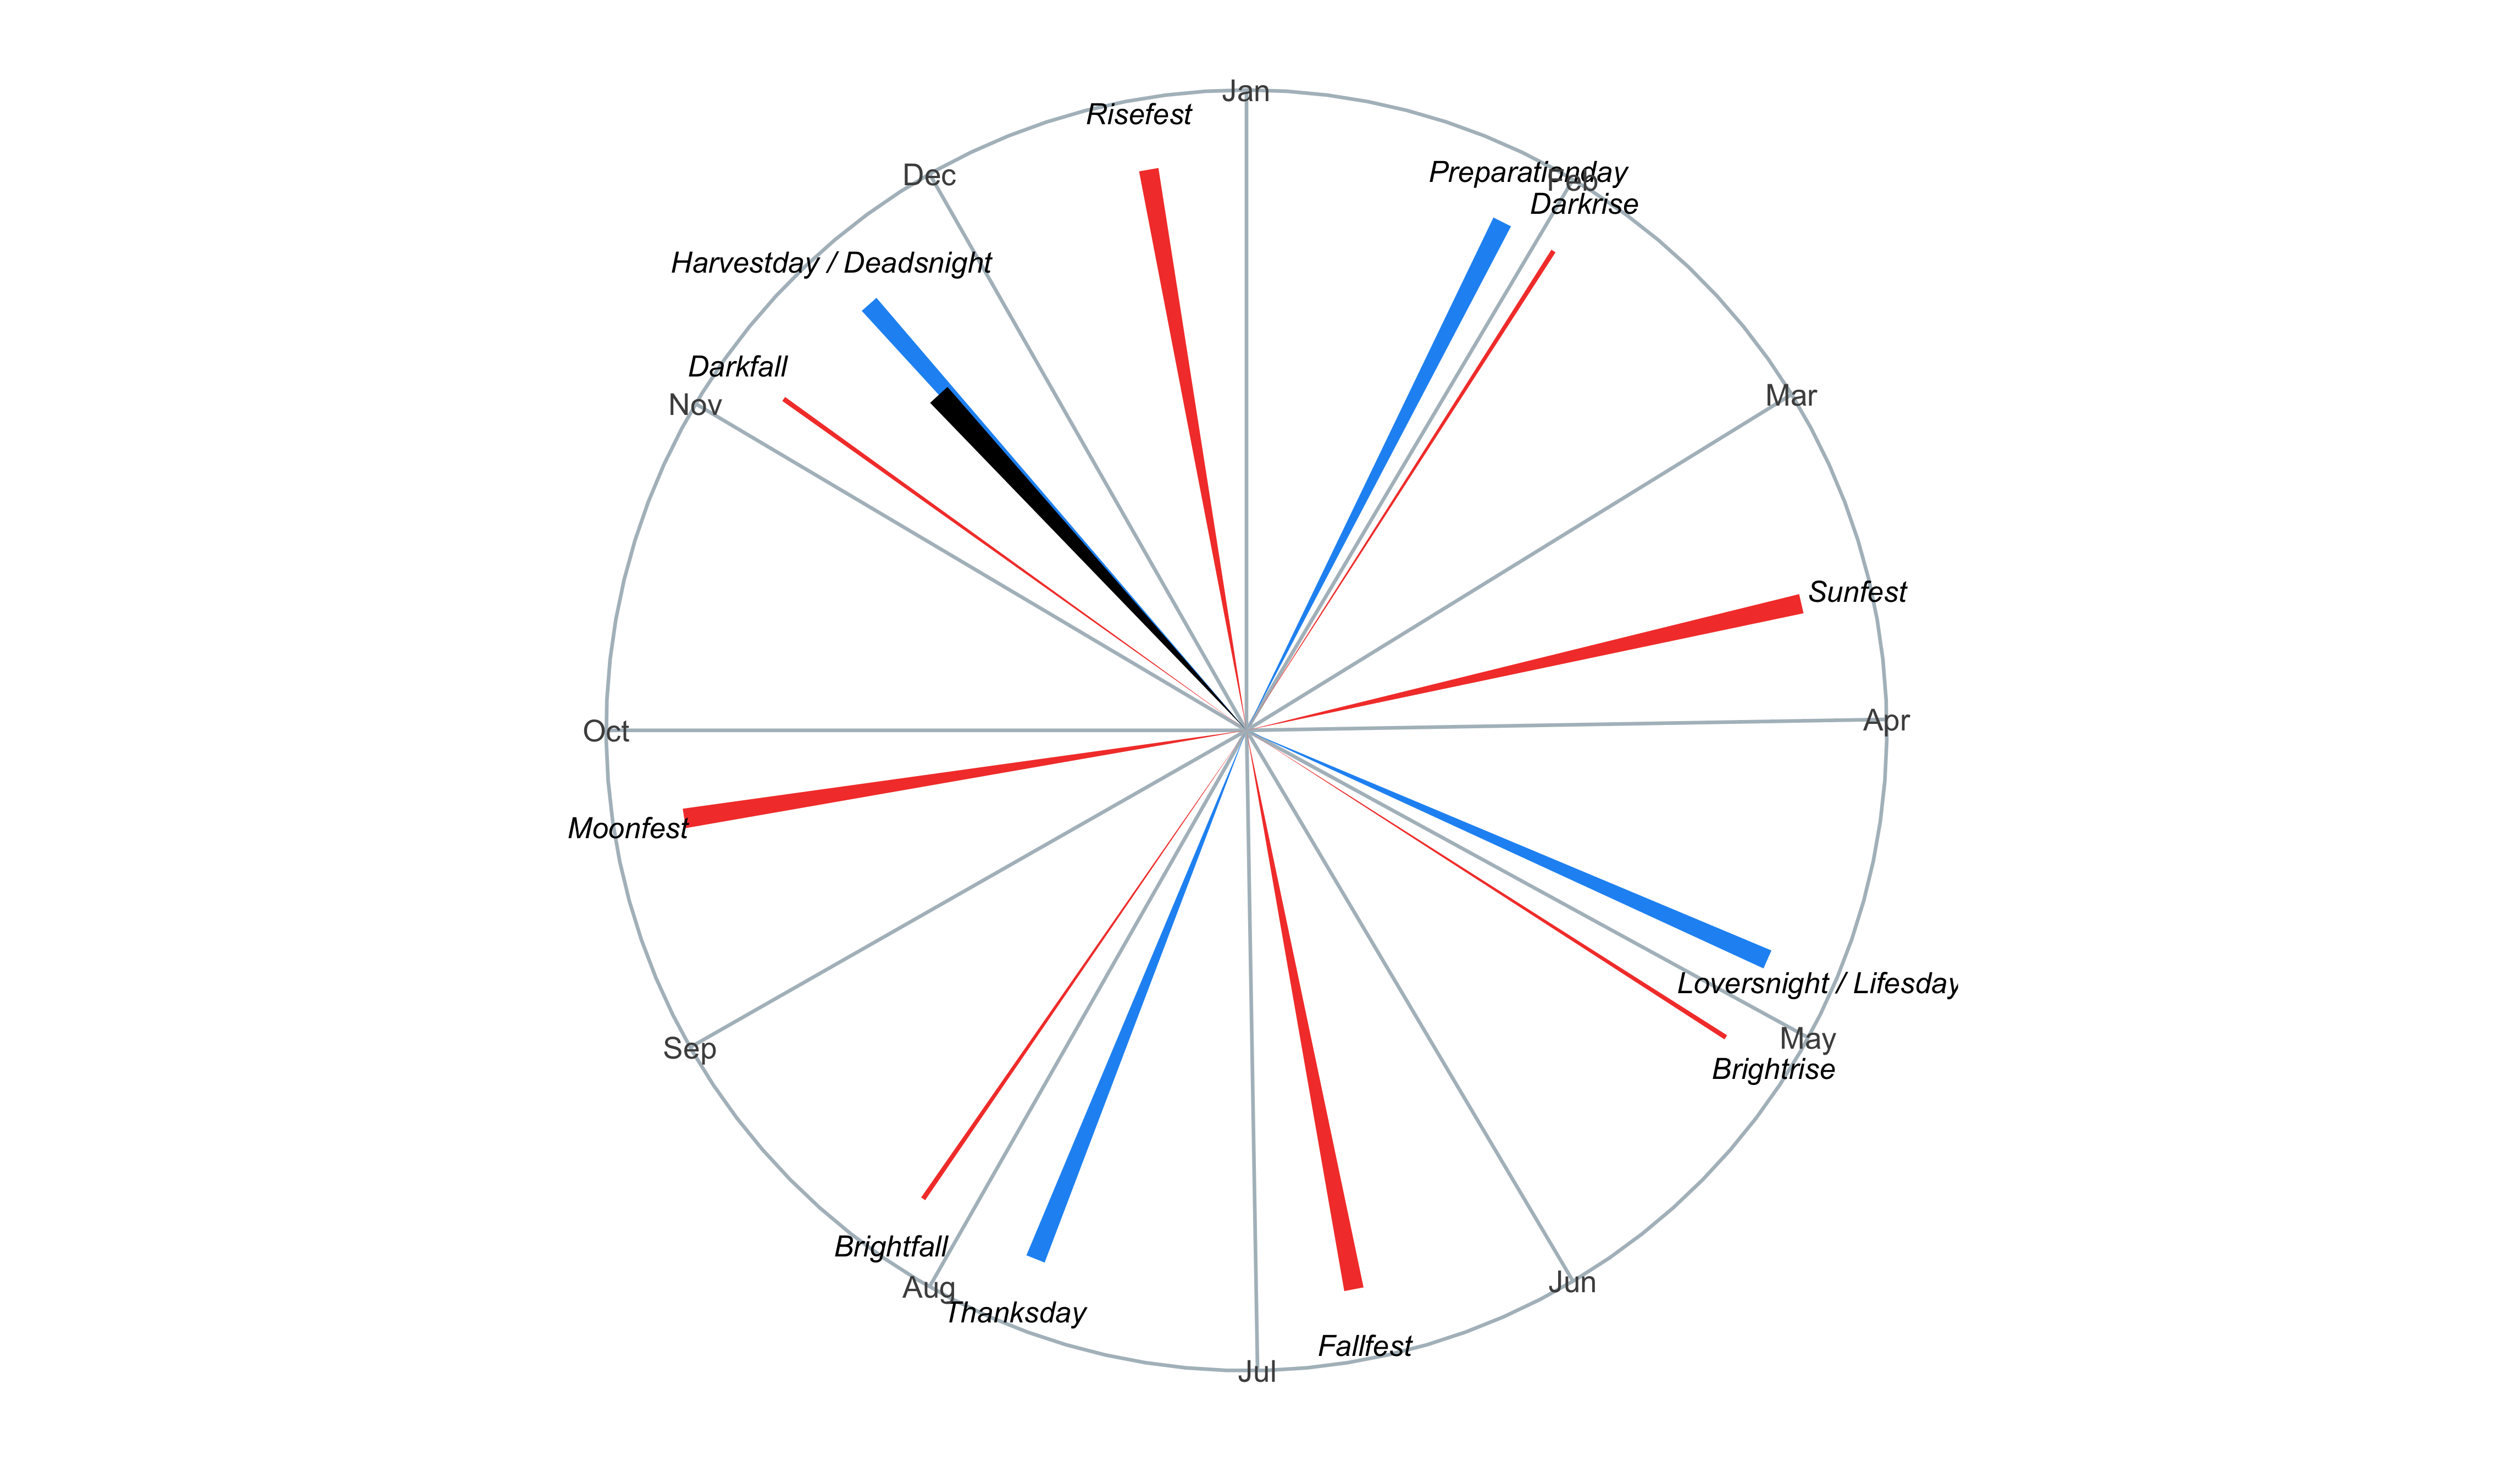 Jan
Risefest
Preparationday
Feb
Dec
Darkrise
Harvestday / Deadsnight
Darkfall
Nov
Mar
Sunfest
Oct
Apr
Moonfest
Loversnight / Lifesday
Sep
May
Brightrise
Brightfall
Aug
Jun
Thanksday
Fallfest
Jul